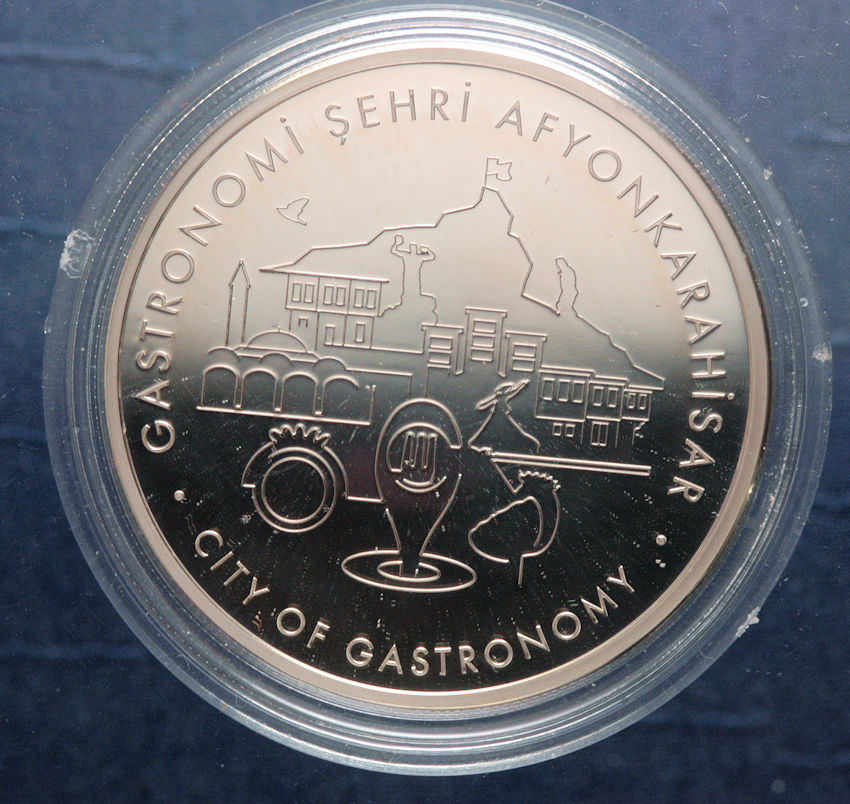 GASTRONOMİ ŞEHRİ AFYONKARAHİSAR
• CITY OF GASTRONOMY •